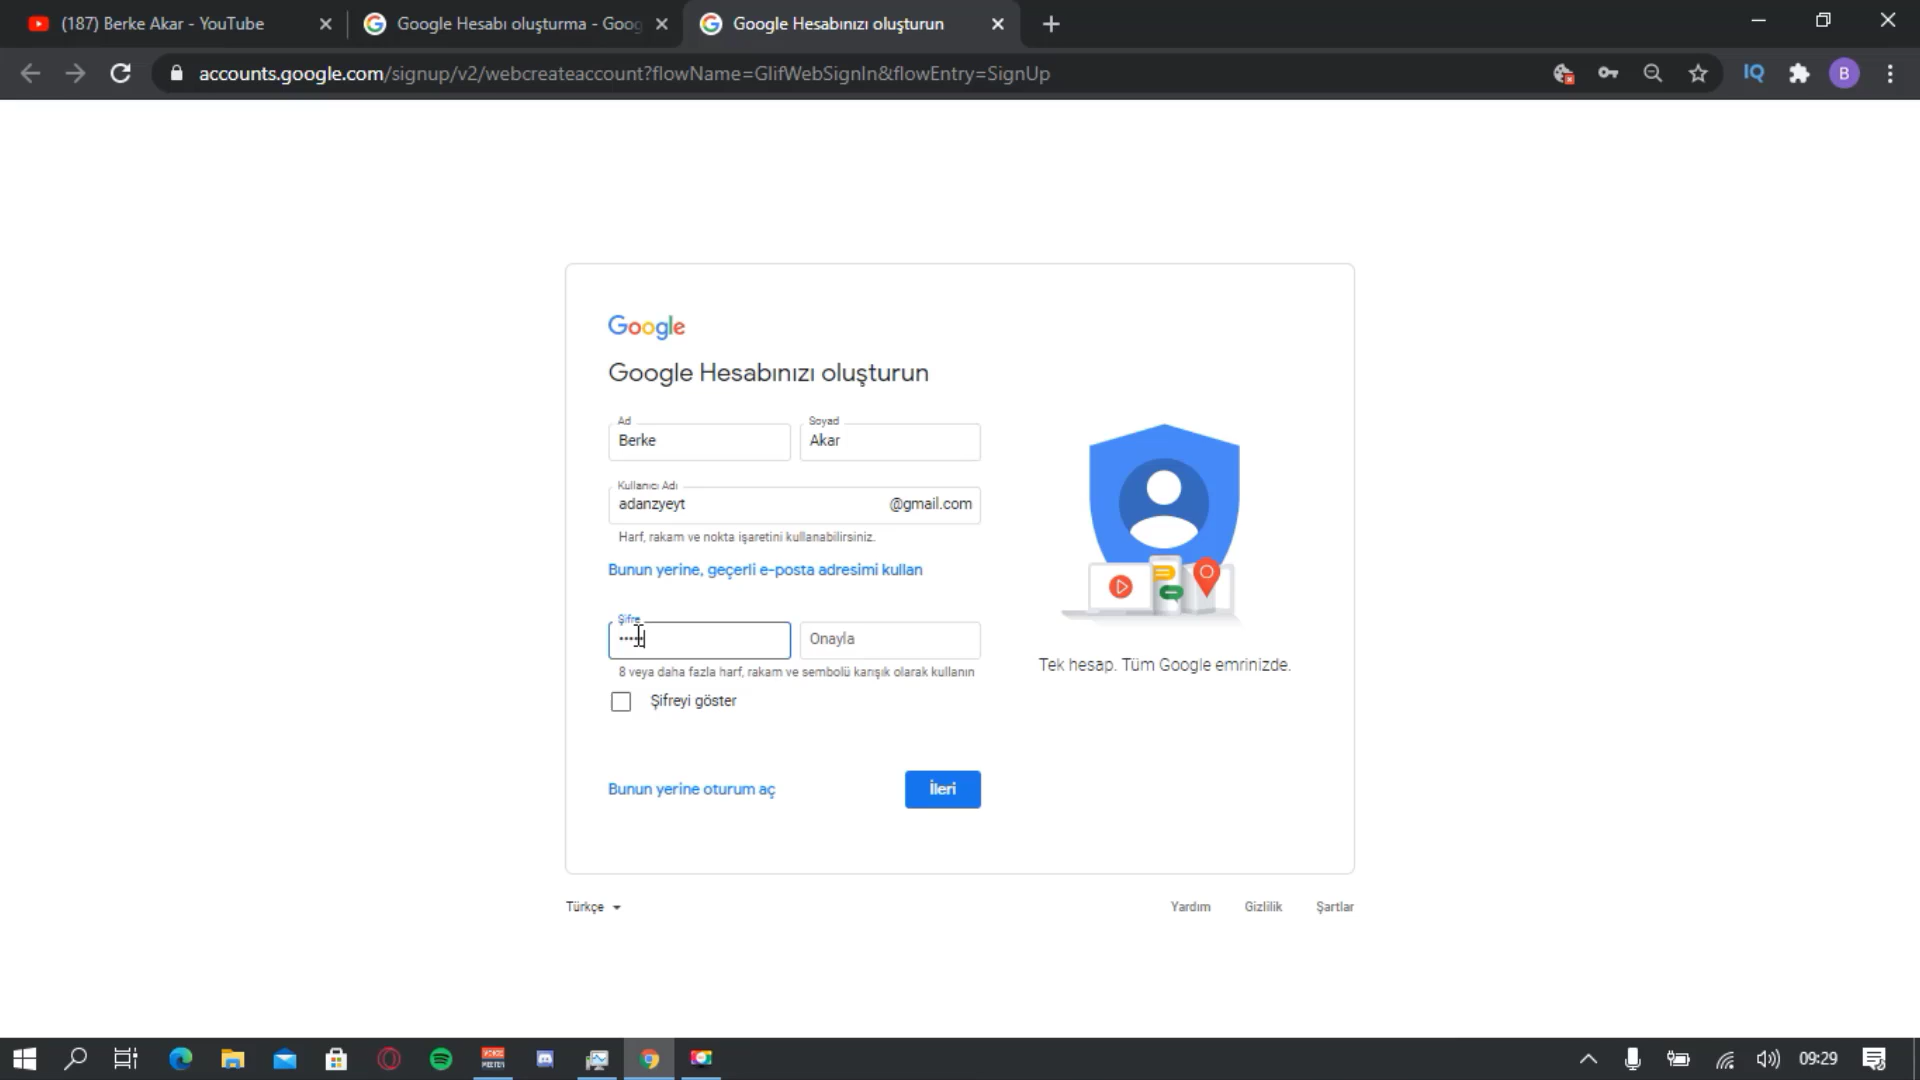 (187) Berke Akar - YouTube
Google Hesabı oluşturma - Goog
Google Hesabınızı oluşturun
accounts.google.com/signup/v2/webcreateaccount?flowName=GlifWebSignIn&flowEntry=SignUp
IQ
B
Google
Google Hesabınızı oluşturun
Ad
Soyad
Berke
Akar
Kullanıcı Adı
adanzyeyt
@gmail.com
Harf, rakam ve nokta işaretini kullanabilirsiniz.
Bunun yerine, geçerli e-posta adresimi kullan
Şifre
•••••
Onayla
8 veya daha fazla harf, rakam ve sembolü karışık olarak kullanın
Şifreyi göster
Tek hesap. Tüm Google emrinizde.
Bunun yerine oturum aç
İleri
Türkçe
Yardım
Gizlilik
Şartlar
09:29